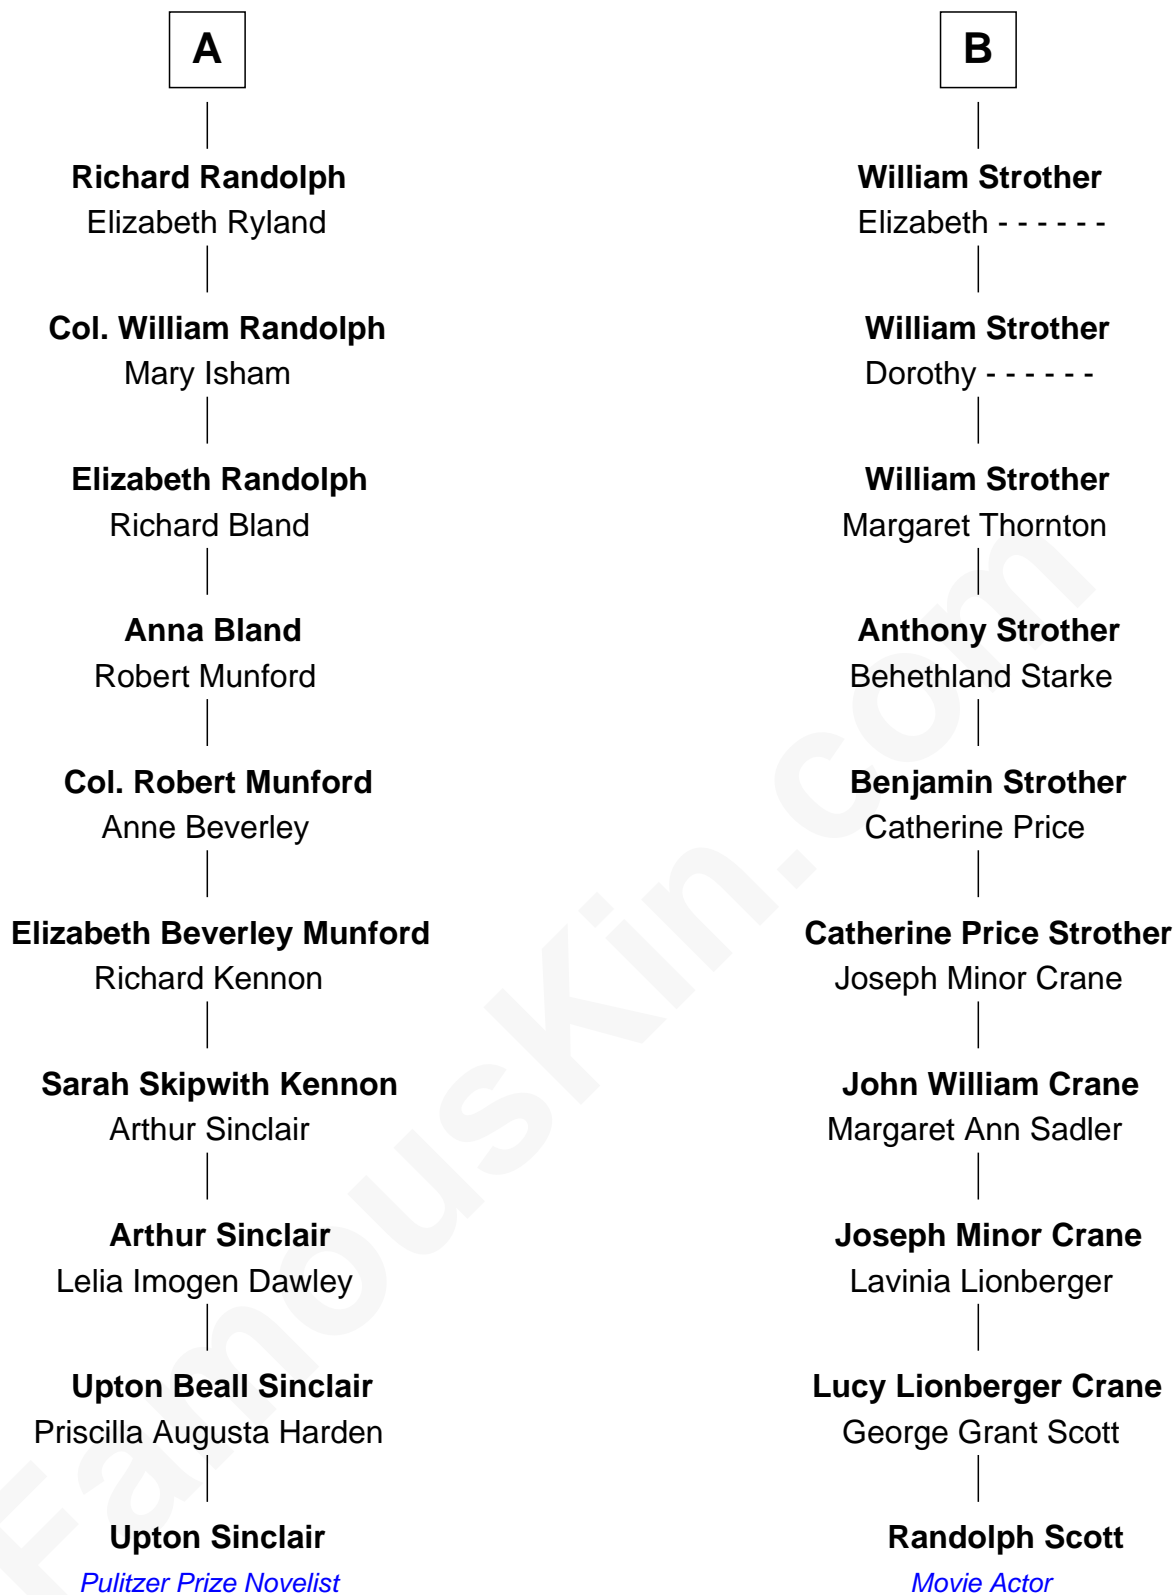 A
Richard Randolph
Elizabeth Ryland
Col. William Randolph
Mary Isham
Elizabeth Randolph
Richard Bland
Anna Bland
Robert Munford
Col. Robert Munford
Anne Beverley
Elizabeth Beverley Munford
Richard Kennon
Sarah Skipwith Kennon
Arthur Sinclair
Arthur Sinclair
Lelia Imogen Dawley
Upton Beall Sinclair
Priscilla Augusta Harden
Upton Sinclair
Pulitzer Prize Novelist
B
William Strother
Elizabeth - - - - - -
William Strother
Dorothy - - - - - -
William Strother
Margaret Thornton
Anthony Strother
Behethland Starke
Benjamin Strother
Catherine Price
Catherine Price Strother
Joseph Minor Crane
John William Crane
Margaret Ann Sadler
Joseph Minor Crane
Lavinia Lionberger
Lucy Lionberger Crane
George Grant Scott
Randolph Scott
Movie Actor
FamousKin.com